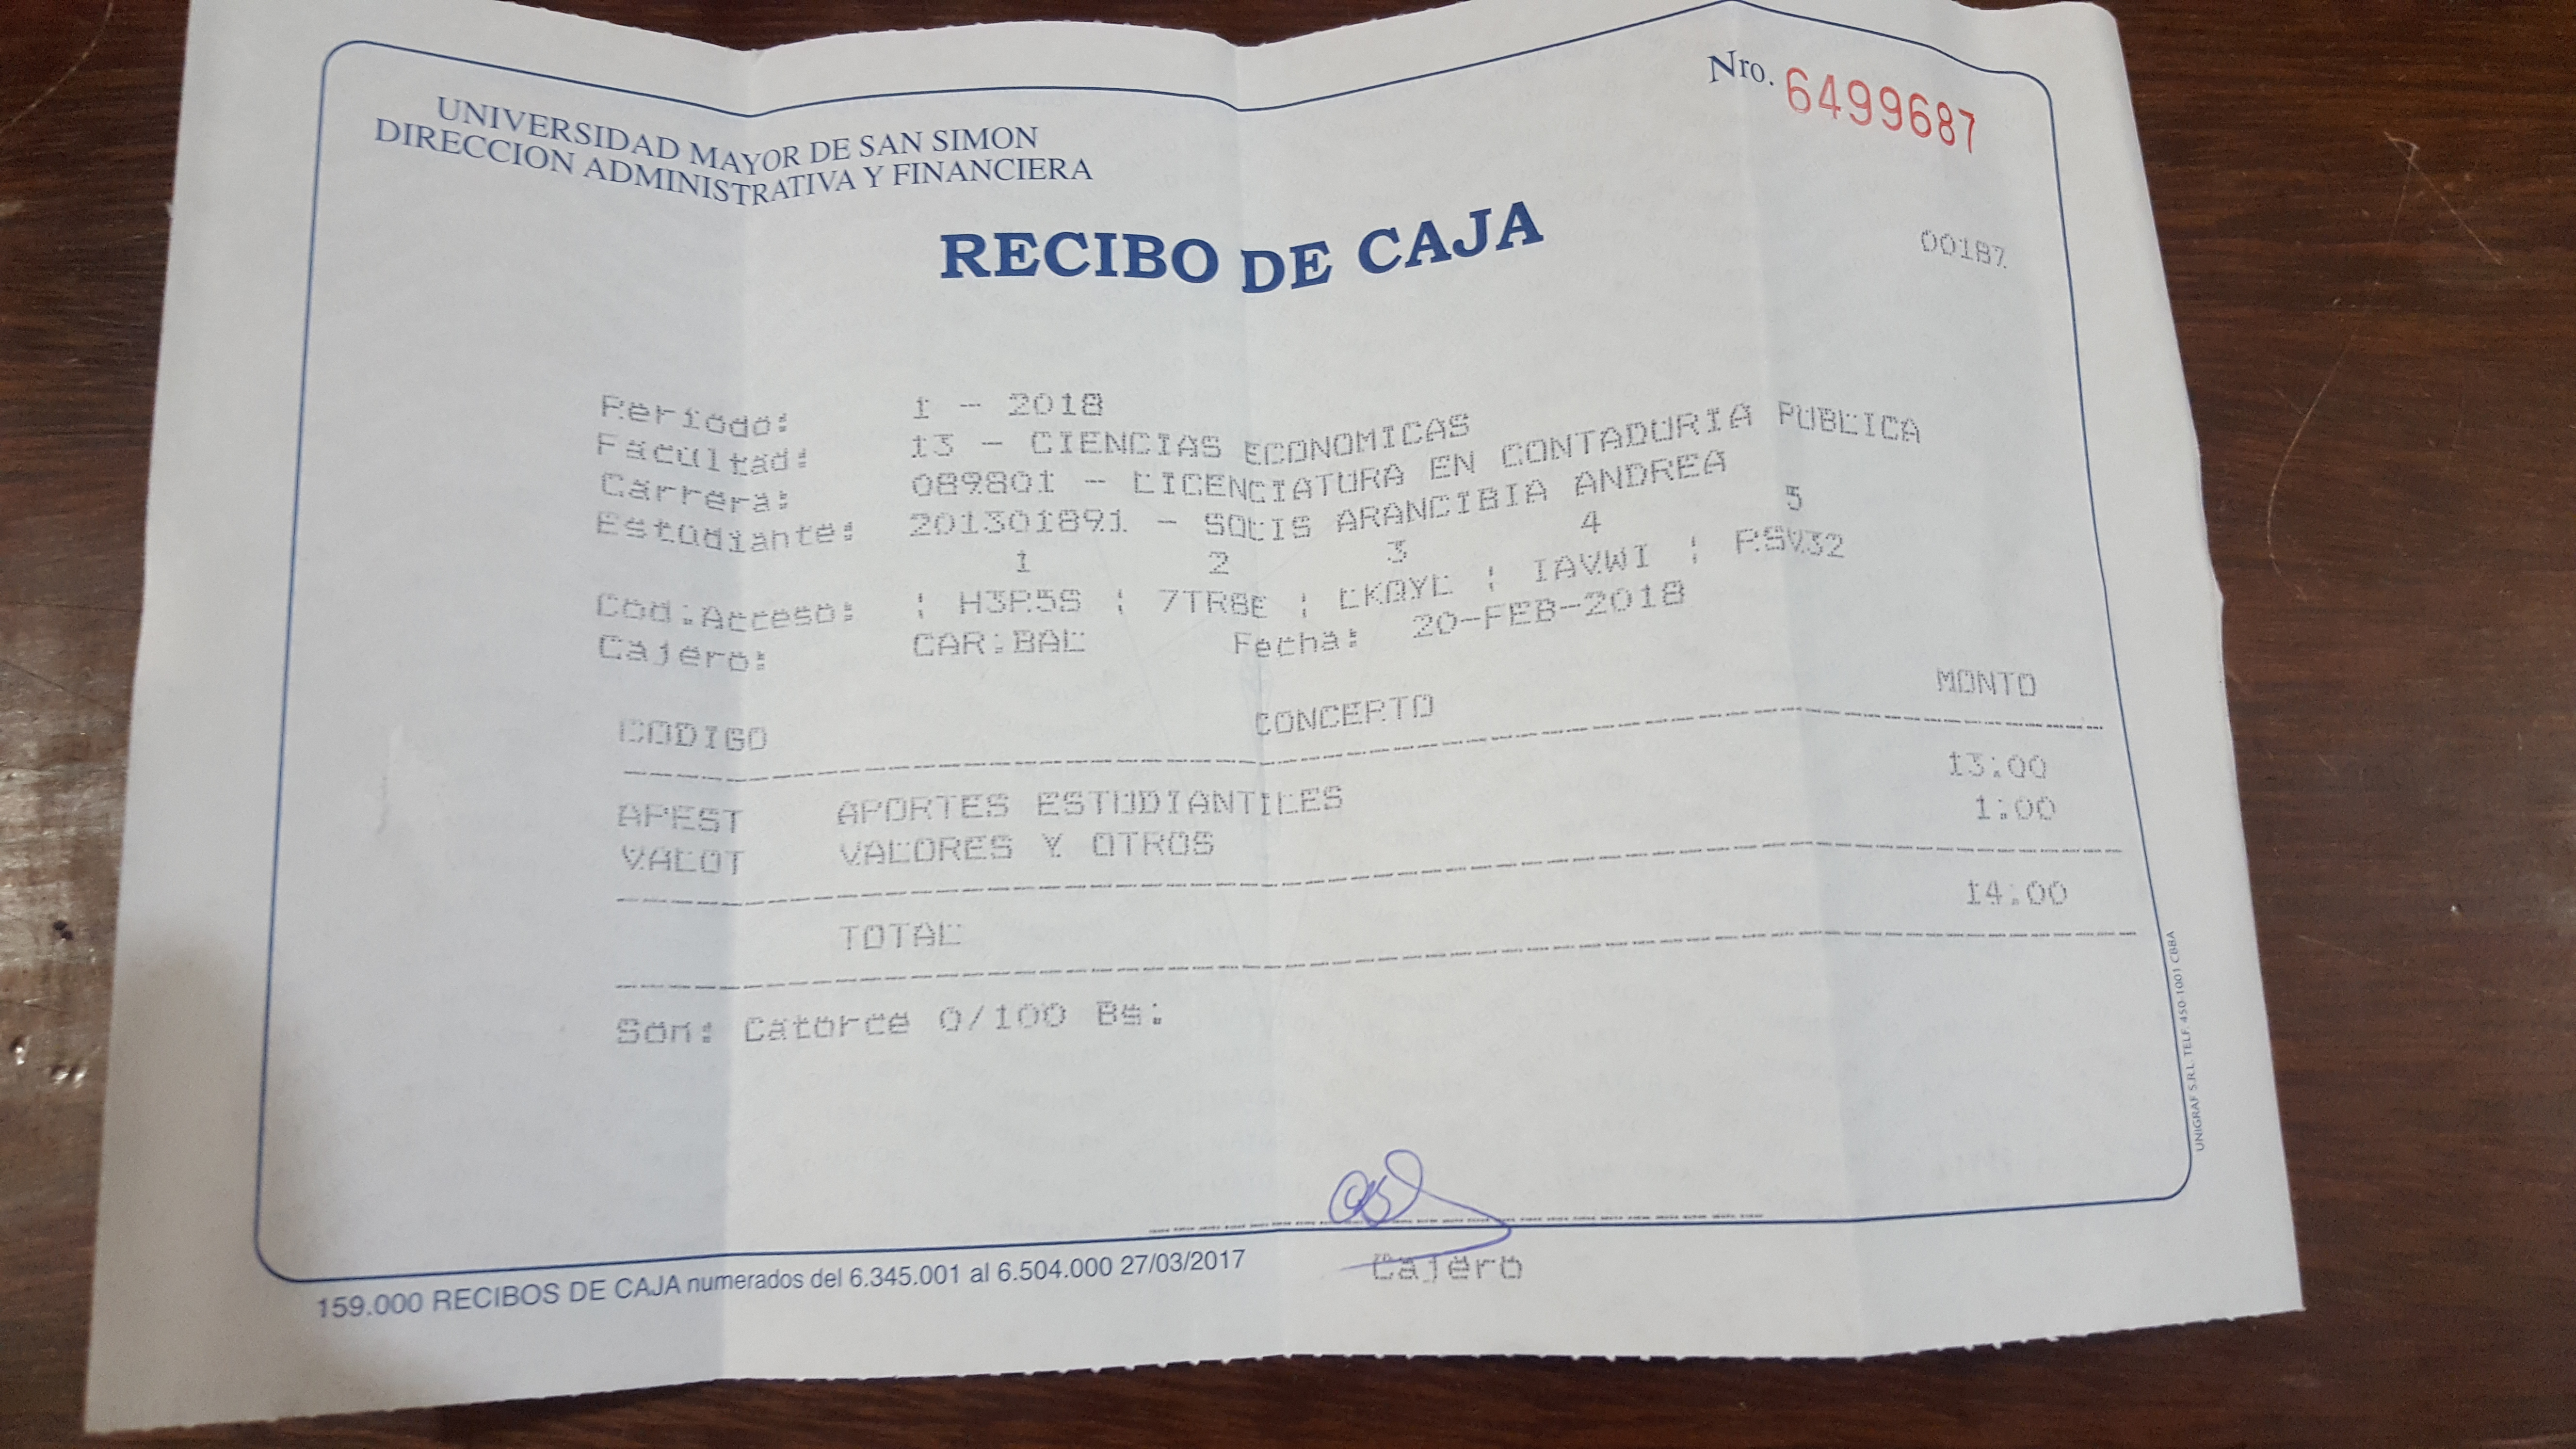 UNIVERSIDAD MAYOR DE SAN SIMON
DIRECCION ADMINISTRATIVA Y FINANCIERA
Nro. 6499687
RECIBO DE CAJA
00187
Periodo: 1 - 2018
Facultad: 13 - CIENCIAS ECONOMICAS
Carrera: 089801 - LICENCIATURA EN CONTADURIA PUBLICA
Estudiante: 201301891 - SOLIS ARANCIBIA ANDREA
1 2 3 4 5
Cod.Acceso: | H3P5S | 7TR8E | LKQYL | IAVWI | PSV32
Cajero: CAR.BAL Fecha: 20-FEB-2018
CODIGO CONCEPTO MONTO
APEST APORTES ESTUDIANTILES 13.00
VALOT VALORES Y OTROS 1.00
TOTAL 14.00
Son: Catorce 0/100 Bs.
Cajero
159.000 RECIBOS DE CAJA numerados del 6.345.001 al 6.504.000 27/03/2017
UNIGRAF S.R.L. TELF. 450-1001 CBBA